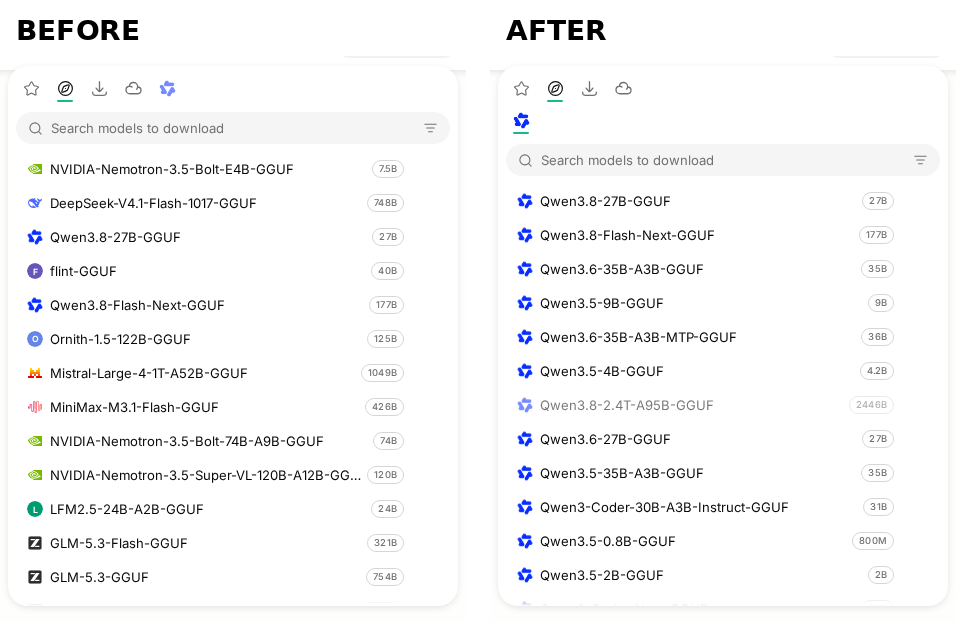 BEFORE
Search models to download
NVIDIA-Nemotron-3.5-Bolt-E4B-GGUF 7.5B
DeepSeek-V4.1-Flash-1017-GGUF 748B
Qwen3.8-27B-GGUF 27B
F flint-GGUF 40B
Qwen3.8-Flash-Next-GGUF 177B
O Ornith-1.5-122B-GGUF 125B
Mistral-Large-4-1T-A52B-GGUF 1049B
MiniMax-M3.1-Flash-GGUF 426B
NVIDIA-Nemotron-3.5-Bolt-74B-A9B-GGUF 74B
NVIDIA-Nemotron-3.5-Super-VL-120B-A12B-GG... 120B
L LFM2.5-24B-A2B-GGUF 24B
GLM-5.3-Flash-GGUF 321B
GLM-5.3-GGUF 754B
AFTER
Search models to download
Qwen3.8-27B-GGUF 27B
Qwen3.8-Flash-Next-GGUF 177B
Qwen3.6-35B-A3B-GGUF 35B
Qwen3.5-9B-GGUF 9B
Qwen3.6-35B-A3B-MTP-GGUF 36B
Qwen3.5-4B-GGUF 4.2B
Qwen3.8-2.4T-A95B-GGUF 2446B
Qwen3.6-27B-GGUF 27B
Qwen3.5-35B-A3B-GGUF 35B
Qwen3-Coder-30B-A3B-Instruct-GGUF 31B
Qwen3.5-0.8B-GGUF 800M
Qwen3.5-2B-GGUF 2B